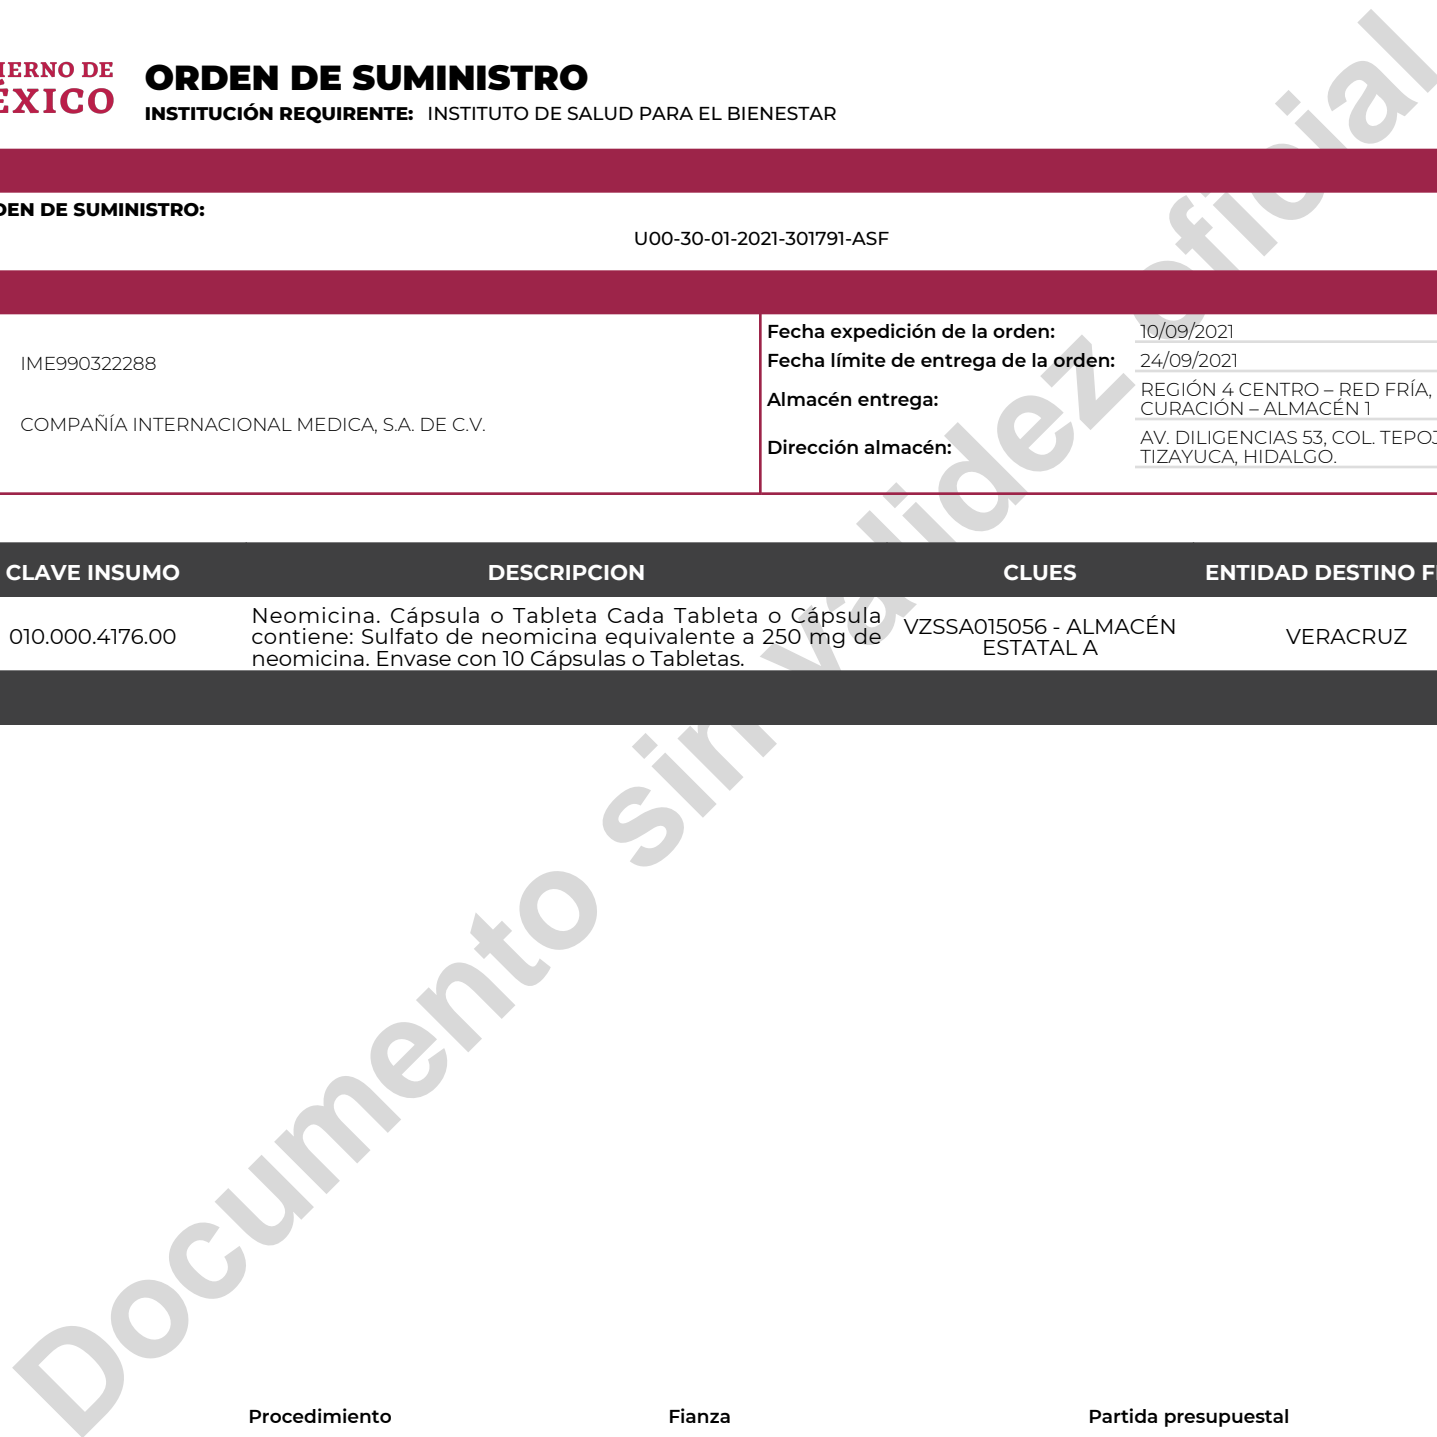 IERNO DE
ÉXICO
ORDEN DE SUMINISTRO
INSTITUCIÓN REQUIRENTE: INSTITUTO DE SALUD PARA EL BIENESTAR
DEN DE SUMINISTRO:
U00-30-01-2021-301791-ASF
IME990322288
COMPAÑÍA INTERNACIONAL MEDICA, S.A. DE C.V.
Fecha expedición de la orden: 10/09/2021
Fecha límite de entrega de la orden: 24/09/2021
Almacén entrega: REGIÓN 4 CENTRO – RED FRÍA,
CURACIÓN – ALMACÉN 1
Dirección almacén: AV. DILIGENCIAS 53, COL. TEPOJ
TIZAYUCA, HIDALGO.
CLAVE INSUMO DESCRIPCION CLUES ENTIDAD DESTINO F
010.000.4176.00
Neomicina. Cápsula o Tableta Cada Tableta o Cápsula
contiene: Sulfato de neomicina equivalente a 250 mg de
neomicina. Envase con 10 Cápsulas o Tabletas.
VZSSA015056 - ALMACÉN
ESTATAL A
VERACRUZ
Documento sin validez oficial
Procedimiento Fianza Partida presupuestal